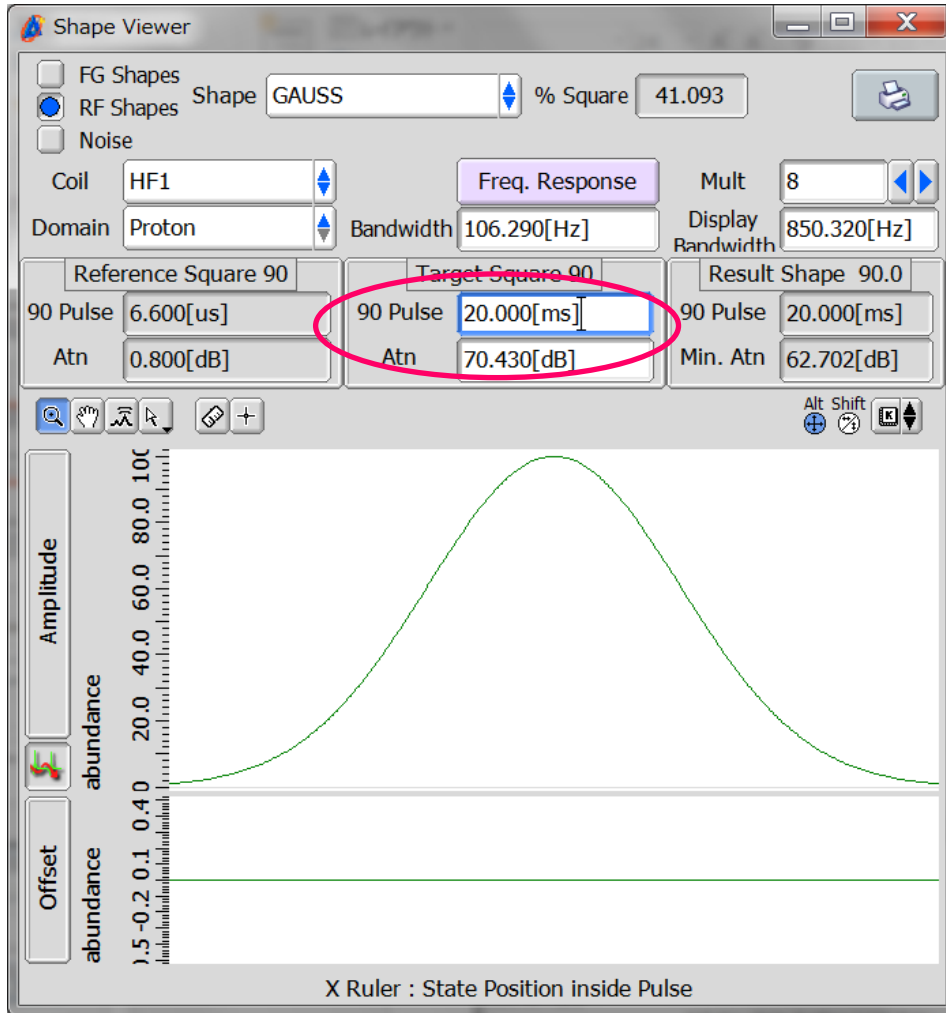 Shape Viewer
FG Shapes
RF Shapes
Noise
Shape GAUSS % Square 41.093
Coil HF1 Freq. Response Mult 8
Domain Proton Bandwidth 106.290[Hz] Display Bandwidth 850.320[Hz]
Reference Square 90 Target Square 90 Result Shape 90.0
90 Pulse 6.600[us] 90 Pulse 20.000[ms] 90 Pulse 20.000[ms]
Atn 0.800[dB] Atn 70.430[dB] Min. Atn 62.702[dB]
Alt Shift
K
Amplitude
abundance
100
80.0
60.0
40.0
20.0
0
Offset
abundance
0.4
0.1
-0.2
X Ruler : State Position inside Pulse